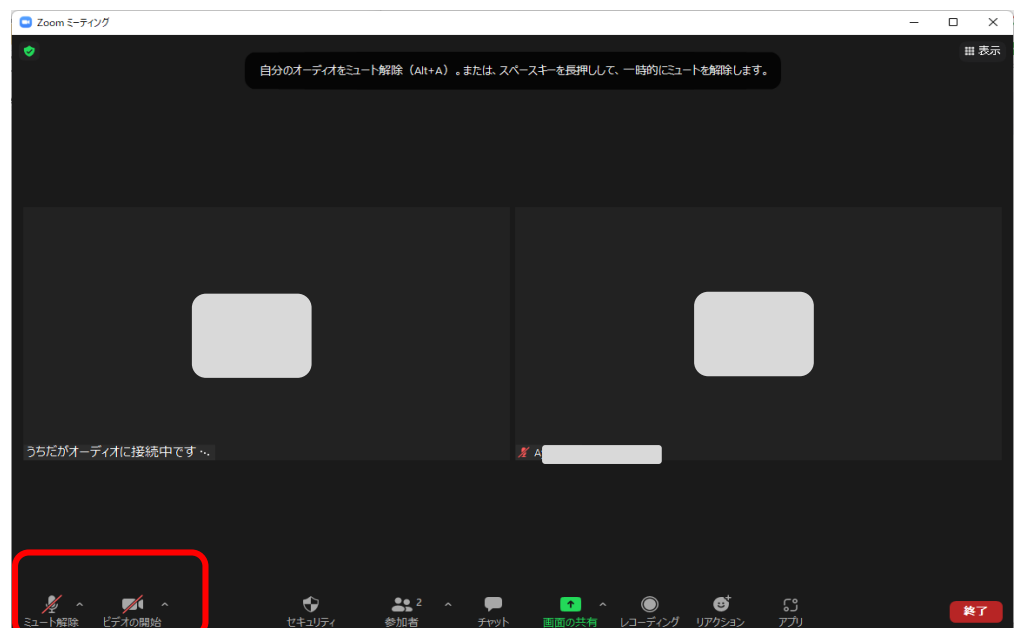 Zoom ミーティング
表示
自分のオーディオをミュート解除（Alt+A）。または、スペースキーを長押しして、一時的にミュートを解除します。
うちだがオーディオに接続中です ･.
A
ミュート解除
ビデオの開始
セキュリティ
参加者
2
チャット
画面の共有
レコーディング
リアクション
アプリ
終了